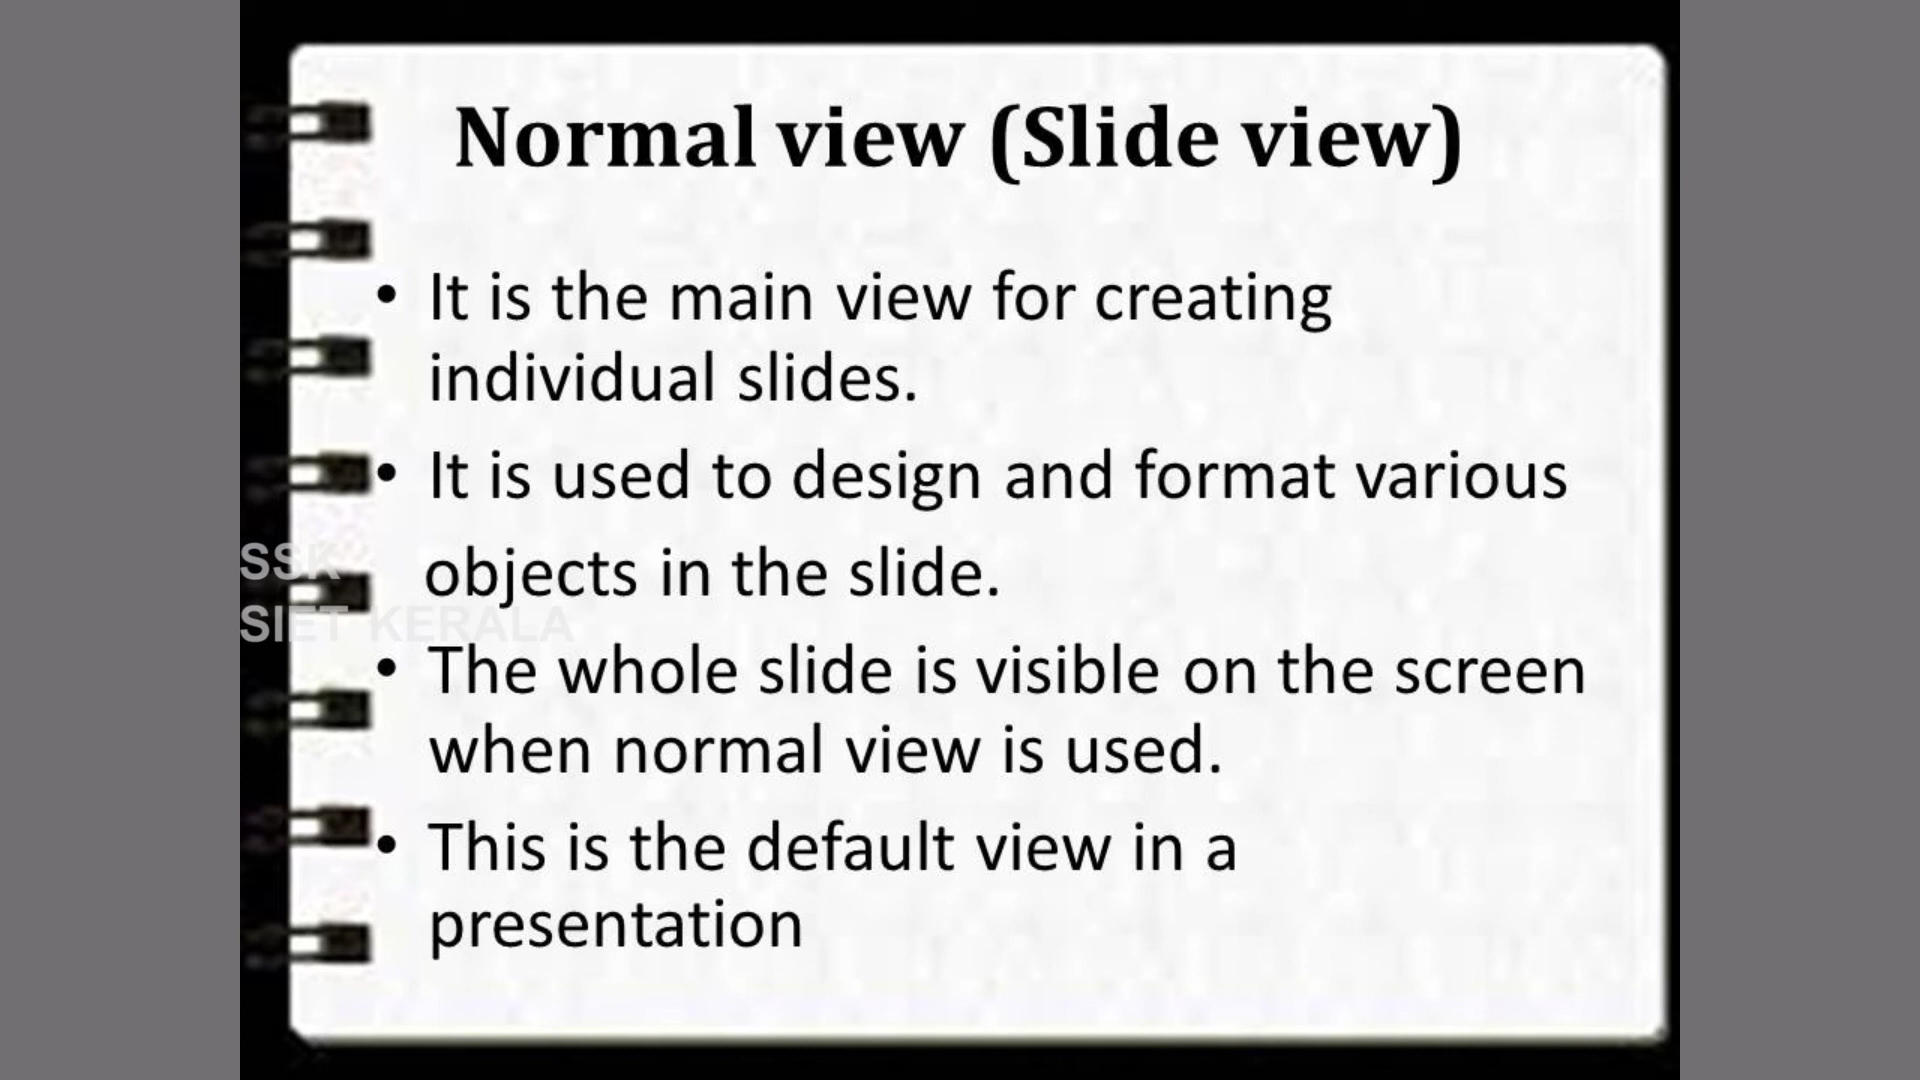 Normal view (Slide view)
• It is the main view for creating
individual slides.
• It is used to design and format various
objects in the slide.
SSK
SIET KERALA
• The whole slide is visible on the screen
when normal view is used.
• This is the default view in a
presentation